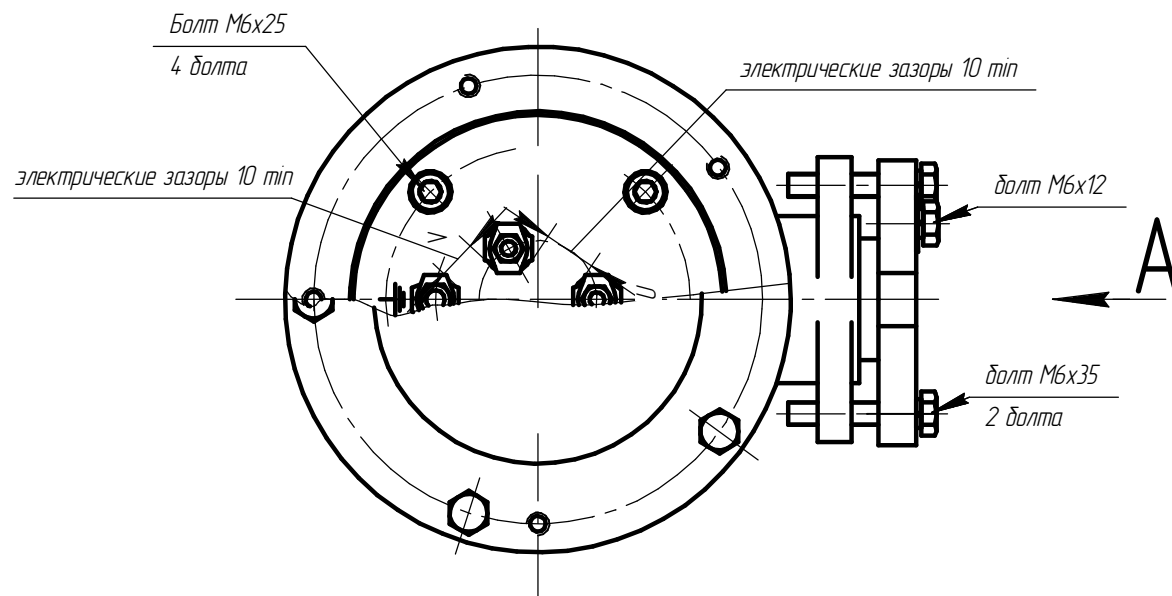 Болт М6х25
4 болта
электрические зазоры 10 min
электрические зазоры 10 min
болт М6х12
А
болт М6х35
2 болта